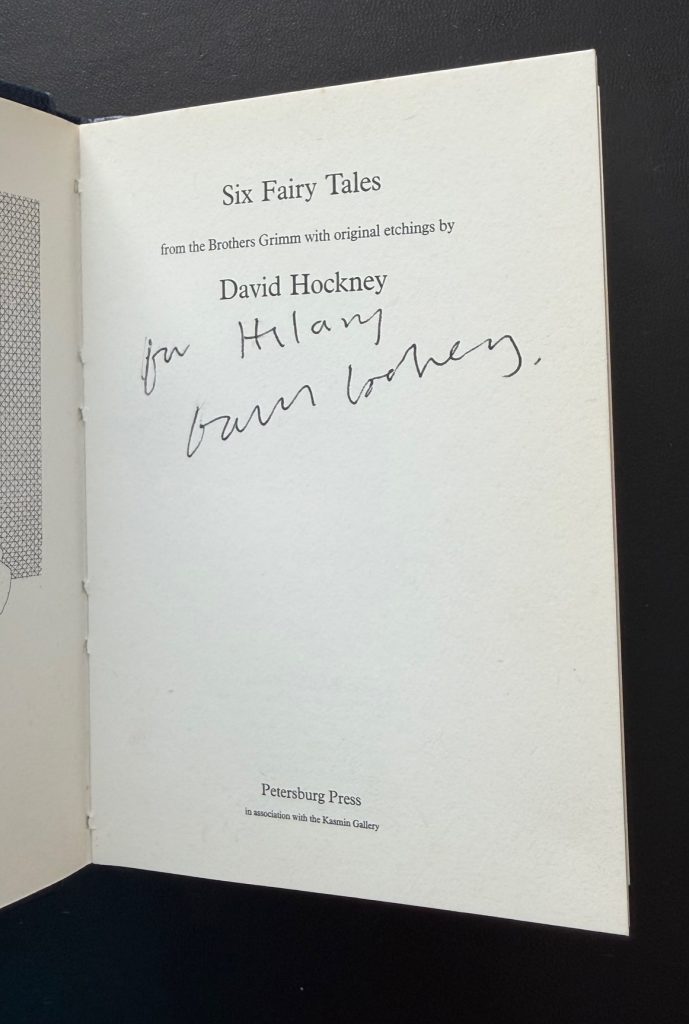 Six Fairy Tales
from the Brothers Grimm with original etchings by
David Hockney
for Hilary
David Hockney.
Petersburg Press
in association with the Kasmin Gallery